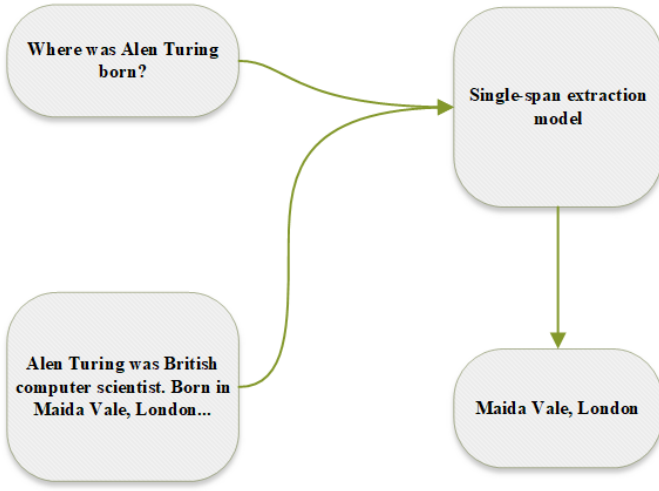 Where was Alen Turing
born?
Single-span extraction
model
Alen Turing was British
computer scientist. Born in
Maida Vale, London...
Maida Vale, London